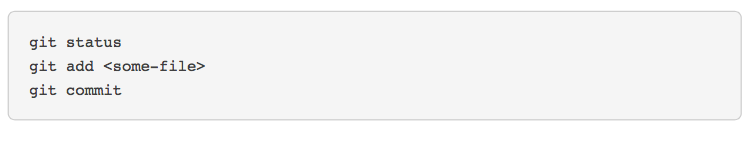 git status
git add <some-file>
git commit